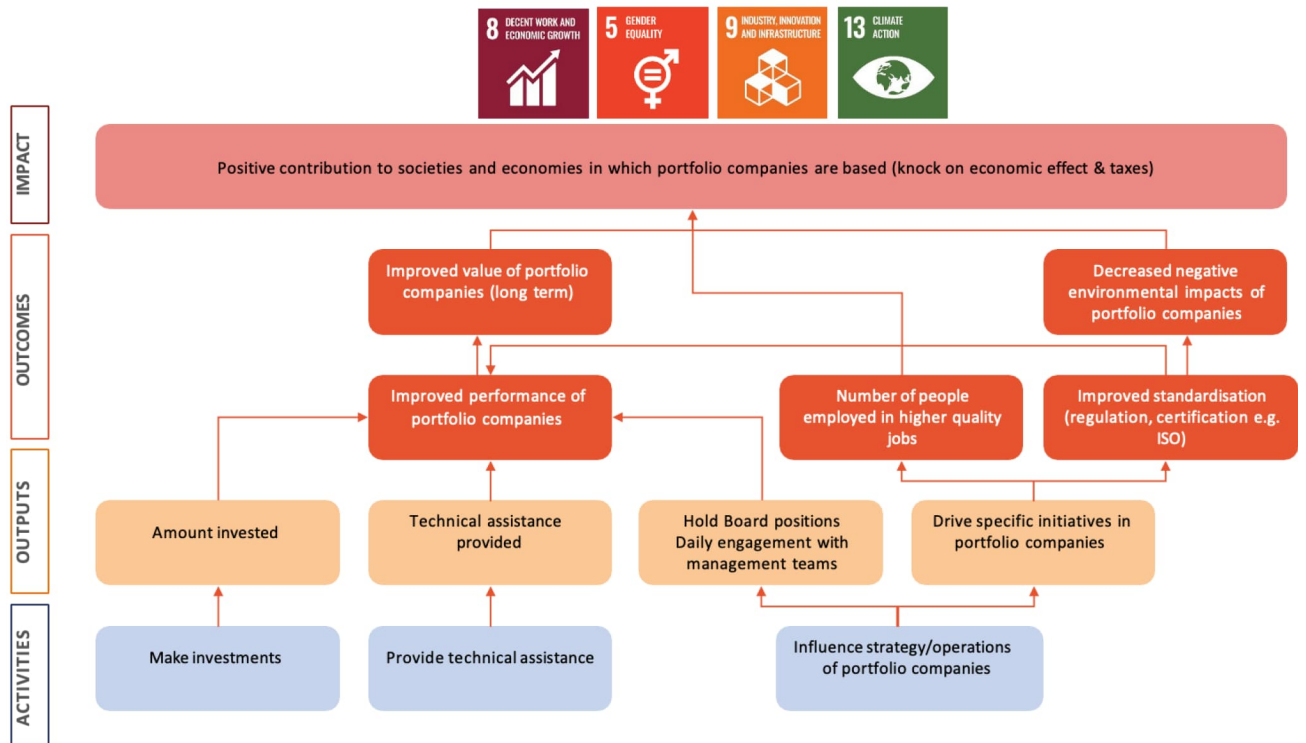 8 DECENT WORK AND
ECONOMIC GROWTH
5 GENDER
EQUALITY
9 INDUSTRY, INNOVATION
AND INFRASTRUCTURE
13 CLIMATE
ACTION
IMPACT
Positive contribution to societies and economies in which portfolio companies are based (knock on economic effect & taxes)
OUTCOMES
Improved value of portfolio
companies (long term)
Decreased negative
environmental impacts of
portfolio companies
Improved performance of
portfolio companies
Number of people
employed in higher quality
jobs
Improved standardisation
(regulation, certification e.g.
ISO)
OUTPUTS
Amount invested
Technical assistance
provided
Hold Board positions
Daily engagement with
management teams
Drive specific initiatives in
portfolio companies
ACTIVITIES
Make investments
Provide technical assistance
Influence strategy/operations
of portfolio companies